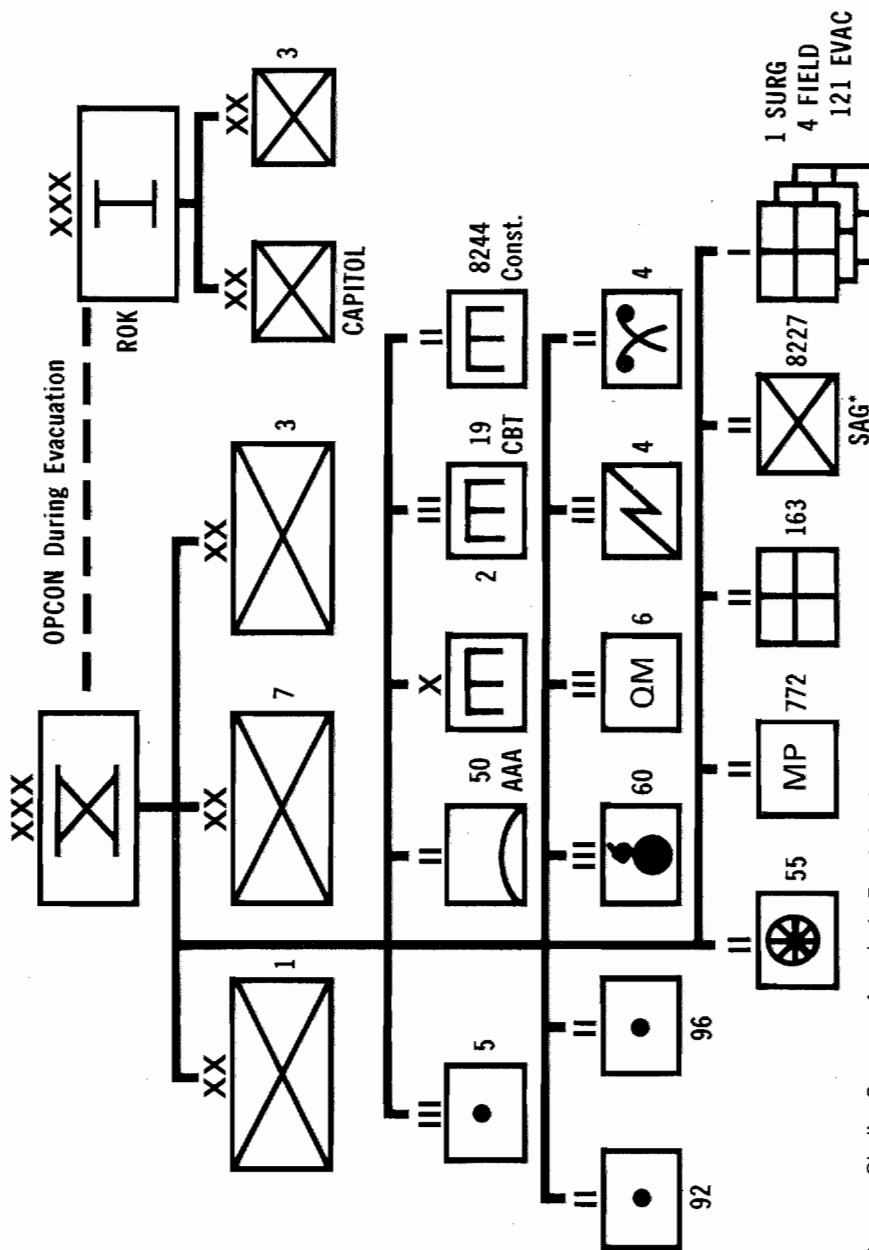 XXX
X
OPCON During Evacuation
XXX
I
ROK
XX
1
XX
7
XX
3
XX
CAPITOL
XX
3
III
5
II
50
AAA
X
2
III
19
CBT
II
8244
Const.
II
92
II
96
III
60
III
QM
6
III
4
II
4
II
55
II
MP
772
II
163
II
8227
SAG*
I
1 SURG
4 FIELD
121 EVAC